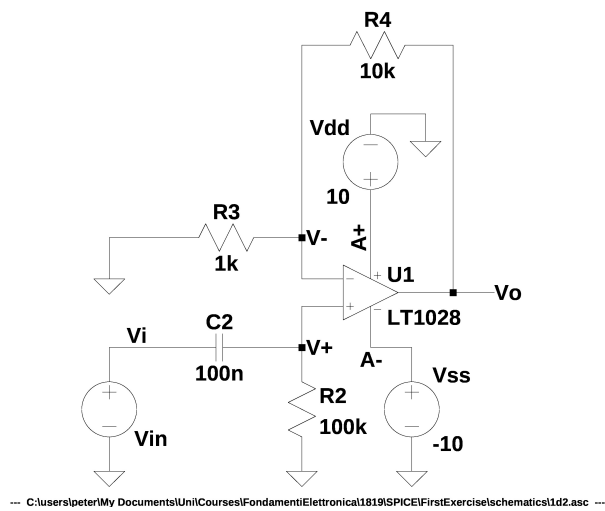 R4
10k
Vdd
10
A+
R3
V-
1k
U1
Vo
LT1028
Vi
C2
V+
100n
A-
Vss
R2
100k
-10
Vin
--- C:\users\peter\My Documents\Uni\Courses\FondamentiElettronica\1819\SPICE\FirstExercise\schematics\1d2.asc ---